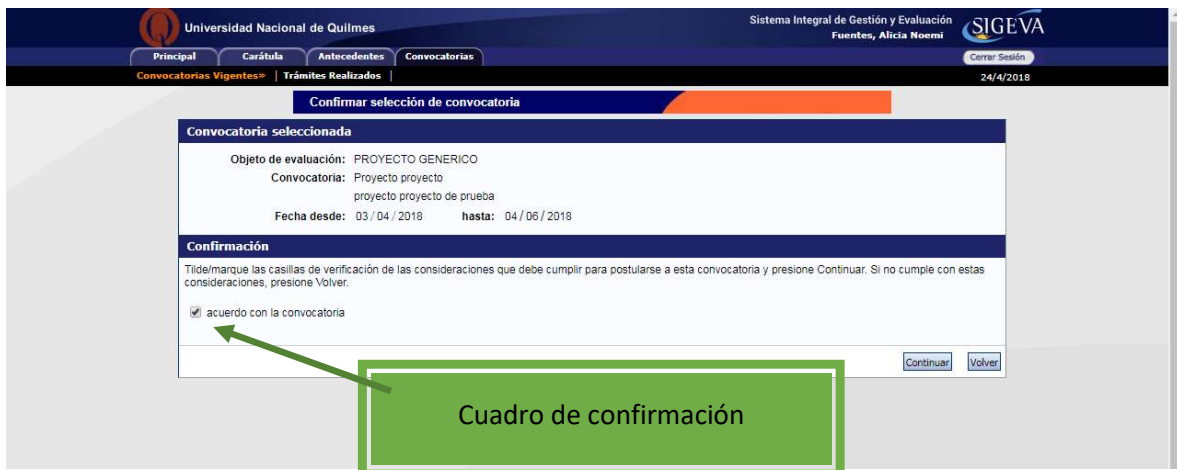 Universidad Nacional de Quilmes
Sistema Integral de Gestión y Evaluación
Fuentes, Alicia Noemi
SIGEVA
Principal Carátula Antecedentes Convocatorias
Cerrar Sesión
Convocatorias Vigentes» | Trámites Realizados |
24/4/2018
Confirmar selección de convocatoria
Convocatoria seleccionada
Objeto de evaluación: PROYECTO GENERICO
Convocatoria: Proyecto proyecto
proyecto proyecto de prueba
Fecha desde: 03 / 04 / 2018 hasta: 04 / 06 / 2018
Confirmación
Tilde/marque las casillas de verificación de las consideraciones que debe cumplir para postularse a esta convocatoria y presione Continuar. Si no cumple con estas
consideraciones, presione Volver.
acuerdo con la convocatoria
Continuar Volver
Cuadro de confirmación